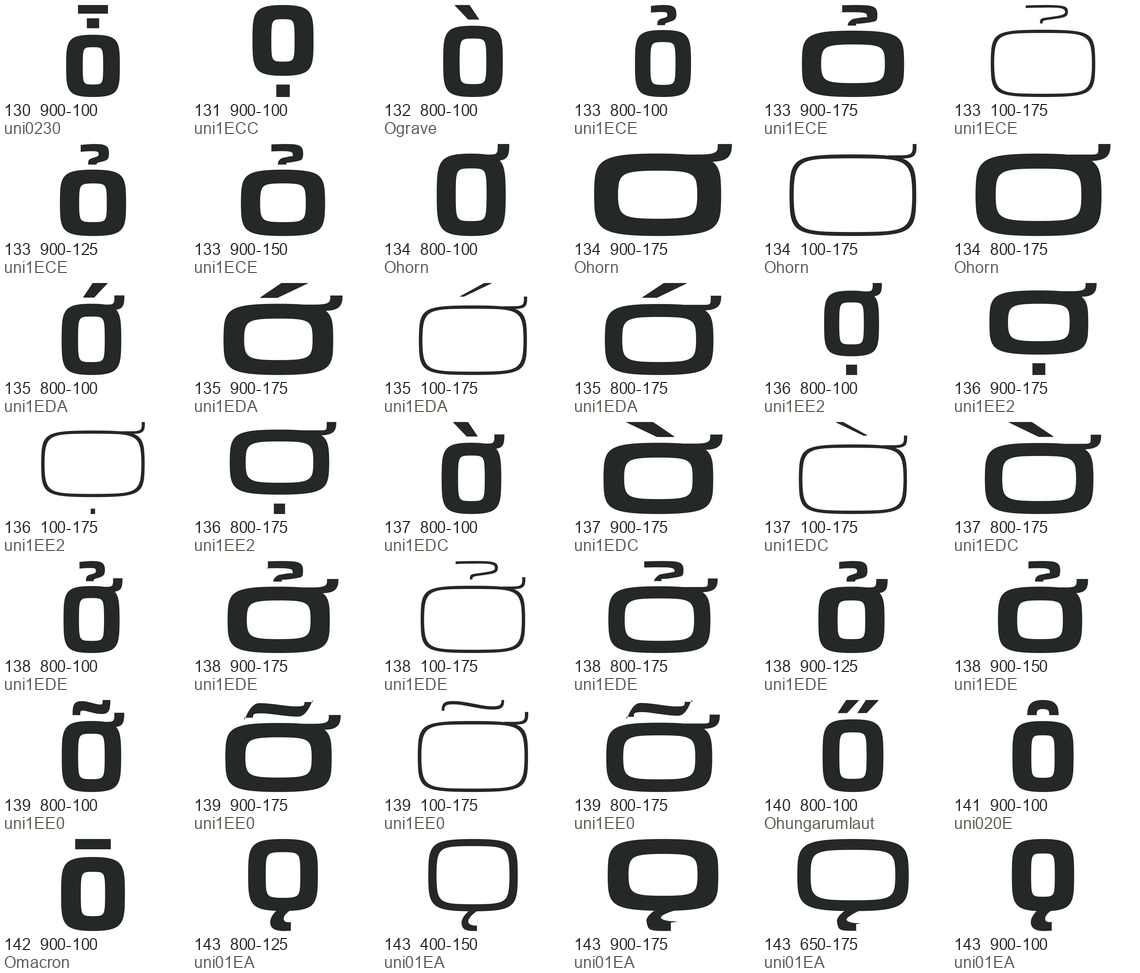 Ȱ Ọ Ò Ỏ Ỏ Ỏ
130 900-100 131 900-100 132 800-100 133 800-100 133 900-175 133 100-175
uni0230 uni1ECC Ograve uni1ECE uni1ECE uni1ECE
Ỏ Ỏ Ơ Ơ Ơ Ơ
133 900-125 133 900-150 134 800-100 134 900-175 134 100-175 134 800-175
uni1ECE uni1ECE Ohorn Ohorn Ohorn Ohorn
Ớ Ớ Ớ Ớ Ợ Ợ
135 800-100 135 900-175 135 100-175 135 800-175 136 800-100 136 900-175
uni1EDA uni1EDA uni1EDA uni1EDA uni1EE2 uni1EE2
Ợ Ợ Ờ Ờ Ờ Ờ
136 100-175 136 800-175 137 800-100 137 900-175 137 100-175 137 800-175
uni1EE2 uni1EE2 uni1EDC uni1EDC uni1EDC uni1EDC
Ở Ở Ở Ở Ở Ở
138 800-100 138 900-175 138 100-175 138 800-175 138 900-125 138 900-150
uni1EDE uni1EDE uni1EDE uni1EDE uni1EDE uni1EDE
Ỡ Ỡ Ỡ Ỡ Ő Ȏ
139 800-100 139 900-175 139 100-175 139 800-175 140 800-100 141 900-100
uni1EE0 uni1EE0 uni1EE0 uni1EE0 Ohungarumlaut uni020E
Ō Ǫ Ǫ Ǫ Ǫ Ǫ
142 900-100 143 800-125 143 400-150 143 900-175 143 650-175 143 900-100
Omacron uni01EA uni01EA uni01EA uni01EA uni01EA